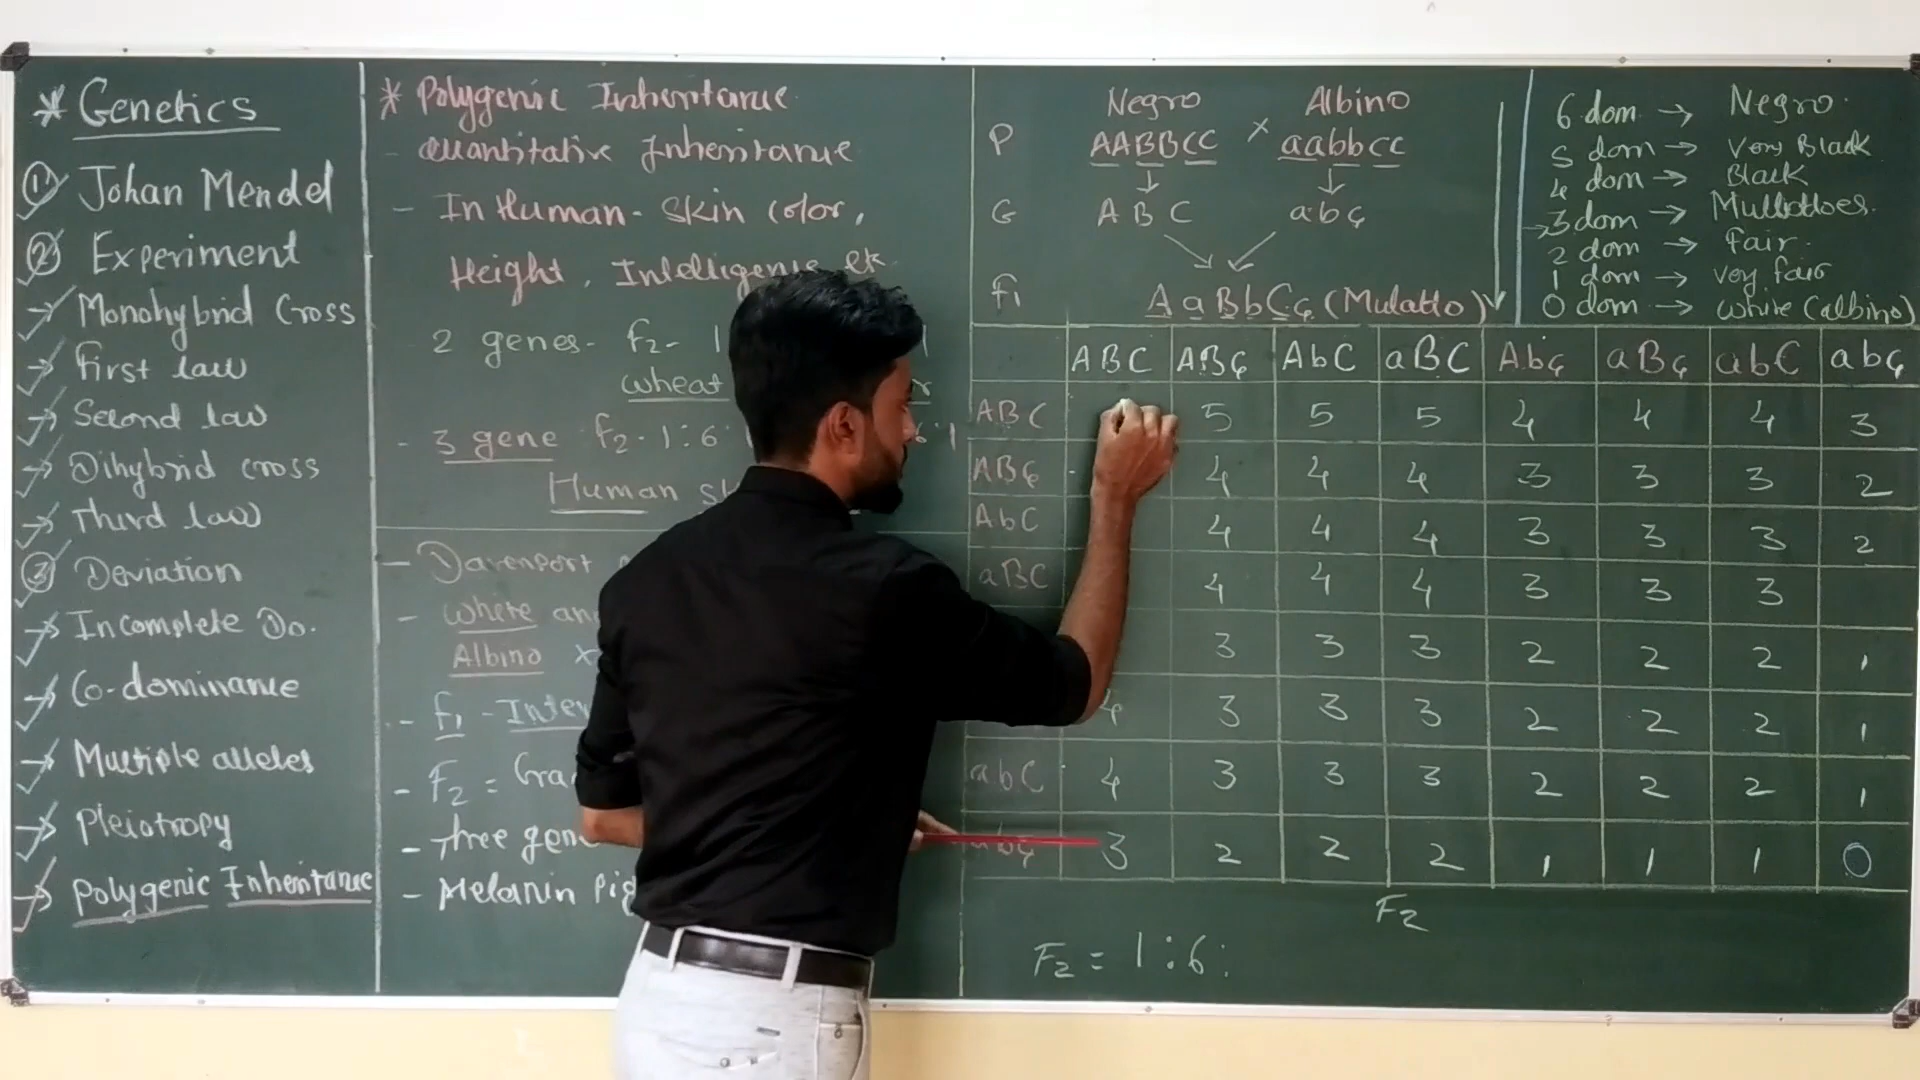 * Genetics
① Johan Mendel
② Experiment
→ Monohybrid Cross
→ First law
→ Second law
→ Dihybrid cross
→ Third law
③ Deviation
→ Incomplete Do.
→ Co-dominance
→ Multiple alleles
→ Pleiotropy
→ Polygenic Inheritance
* Polygenic Inheritance
- Quantitative Inheritance
- In Human - Skin color,
Height, Intelligence etc
2 genes - F2 - 1
wheat
- 3 gene F2 - 1:6: 6:1
Human
- Davenport
- where
Albino ×
- F1 -
- F2 =
- Three
- Melanin
Negro Albino
P AABBCC × aabbcc
G ABC abc
F1 AaBbCc (Mulatto)
6 dom → Negro
5 dom → Very Black
4 dom → Black
→ 3 dom → Mullottoes
2 dom → Fair
1 dom → very fair
0 dom → white (albino)
ABC ABc AbC aBC Abc aBc abC abc
ABC 5 5 5 4 4 4 3
ABc 4 4 4 3 3 3 2
AbC 4 4 4 3 3 3 2
aBC 4 4 4 3 3 3
3 3 3 2 2 2 1
4 3 3 3 2 2 2 1
abC 4 3 3 3 2 2 2 1
abc 3 2 2 2 1 1 1 0
F2
F2 = 1:6: